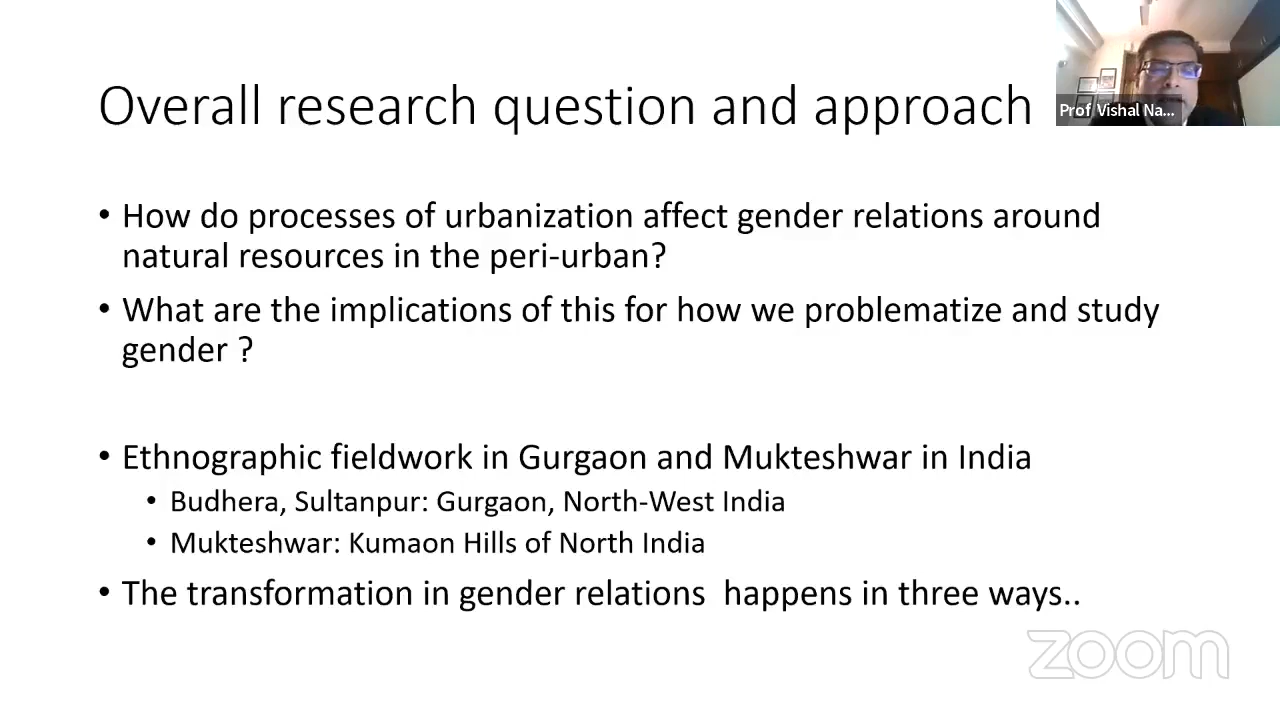 Overall research question and approach
Prof Vishal Na...
• How do processes of urbanization affect gender relations around
natural resources in the peri-urban?
• What are the implications of this for how we problematize and study
gender ?
• Ethnographic fieldwork in Gurgaon and Mukteshwar in India
• Budhera, Sultanpur: Gurgaon, North-West India
• Mukteshwar: Kumaon Hills of North India
• The transformation in gender relations  happens in three ways..
zoom